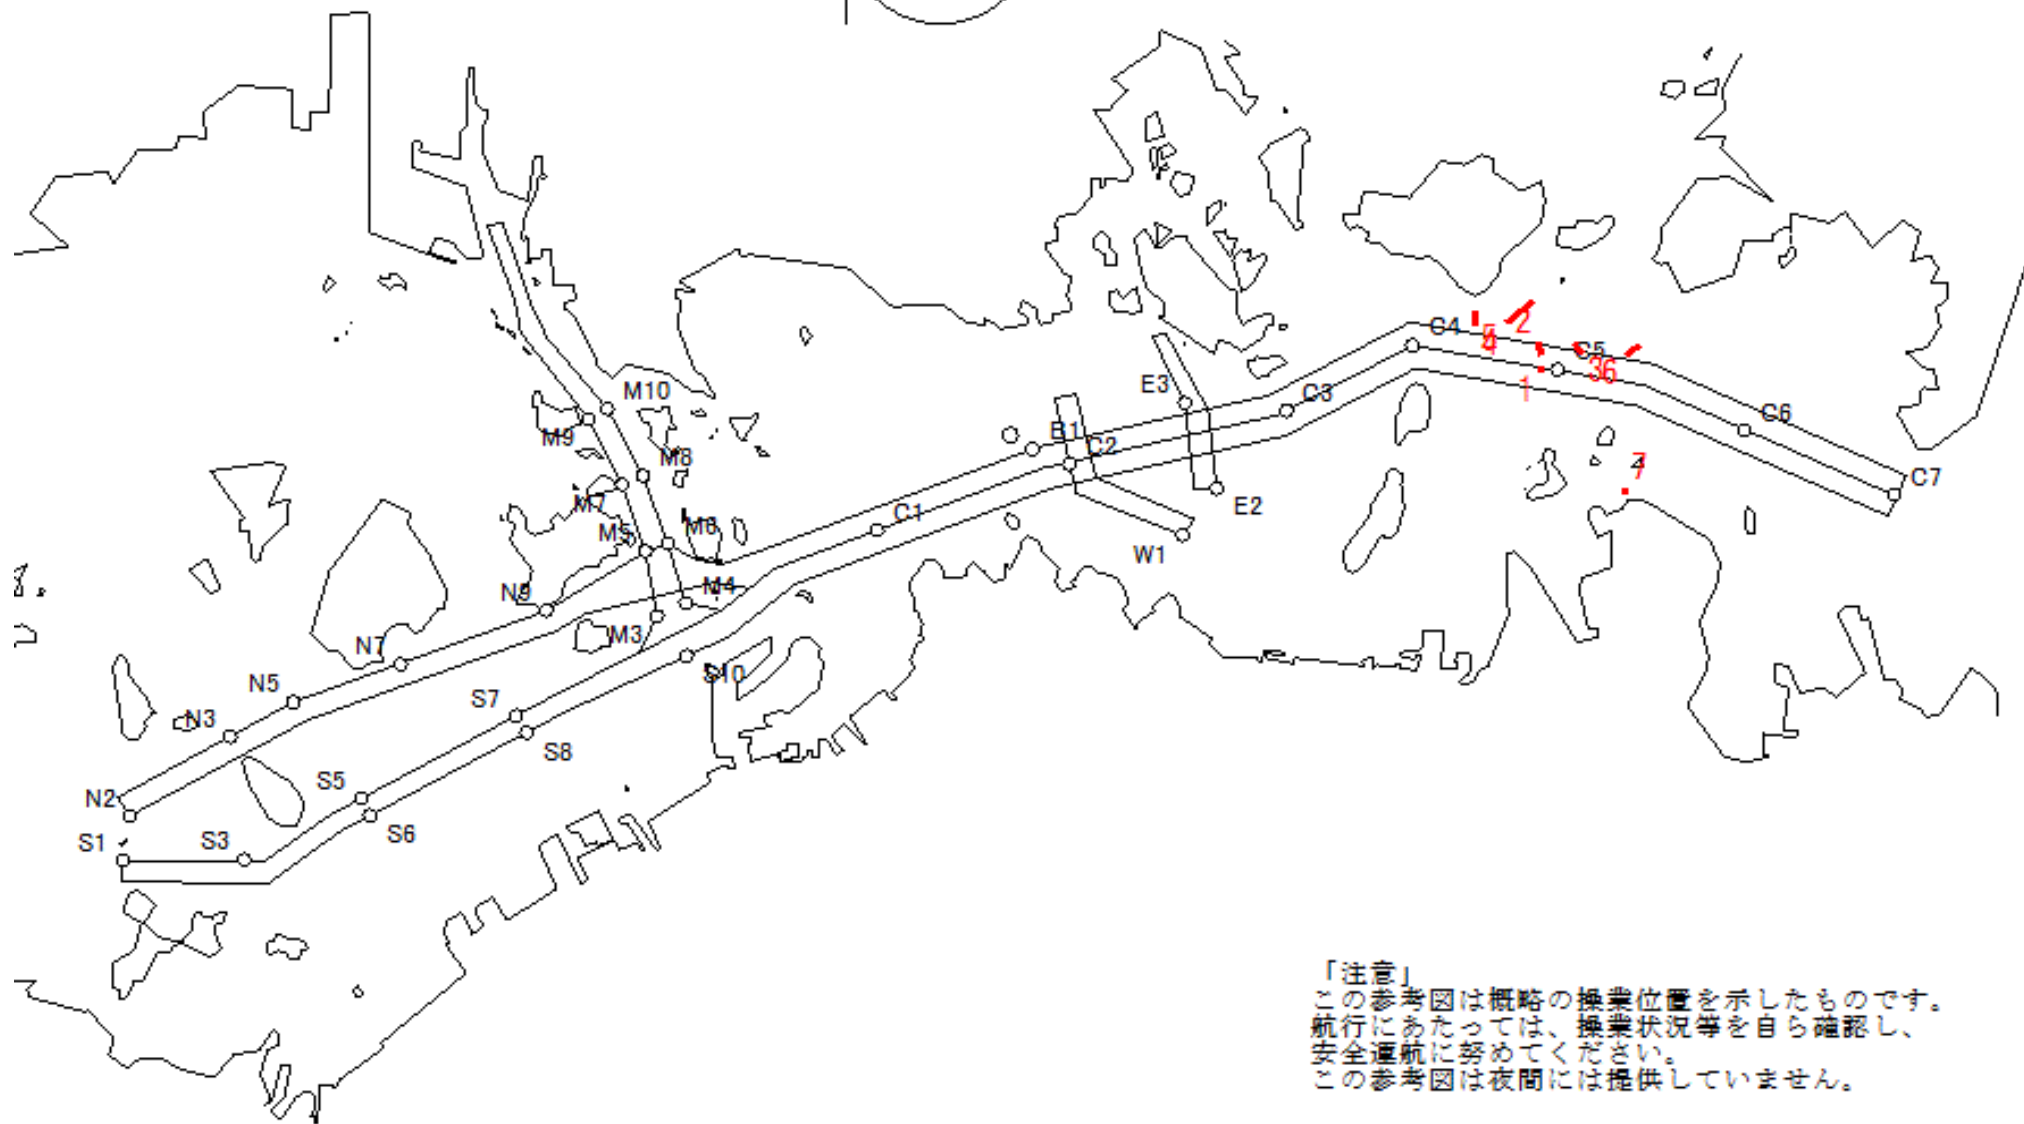 C4
2
5
4
C5
36
1
E3
M10
C3
C6
M9
B1
C2
M8
7
C7
M7
E2
C1
M6
M5
W1
M4
N9
M3
N7
S10
N5
S7
N3
S8
S5
N2
S6
S1
S3
「注意」
この参考図は概略の操業位置を示したものです。
航行にあたっては、操業状況等を自ら確認し、
安全運航に努めてください。
この参考図は夜間には提供していません。